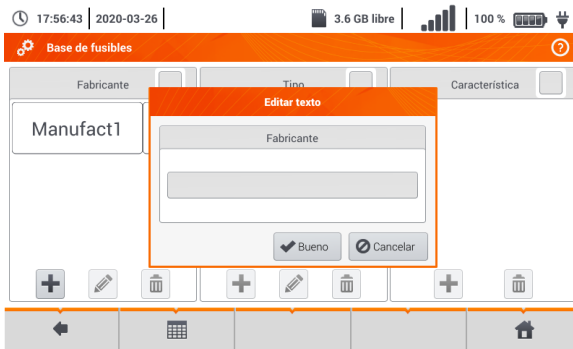 17:56:43 2020-03-26 3.6 GB libre 100 %
Base de fusibles
Fabricante Tipo Característica
Editar texto
Manufact1
Fabricante
Bueno Cancelar